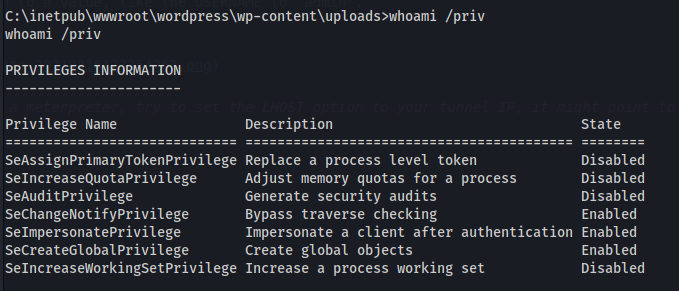 C:\inetpub\wwwroot\wordpress\wp-content\uploads>whoami /priv
whoami /priv
PRIVILEGES INFORMATION
----------------------
Privilege Name                Description                               State
============================= ========================================= ========
SeAssignPrimaryTokenPrivilege Replace a process level token             Disabled
SeIncreaseQuotaPrivilege      Adjust memory quotas for a process        Disabled
SeAuditPrivilege              Generate security audits                  Disabled
SeChangeNotifyPrivilege       Bypass traverse checking                  Enabled
SeImpersonatePrivilege        Impersonate a client after authentication Enabled
SeCreateGlobalPrivilege       Create global objects                     Enabled
SeIncreaseWorkingSetPrivilege Increase a process working set            Disabled